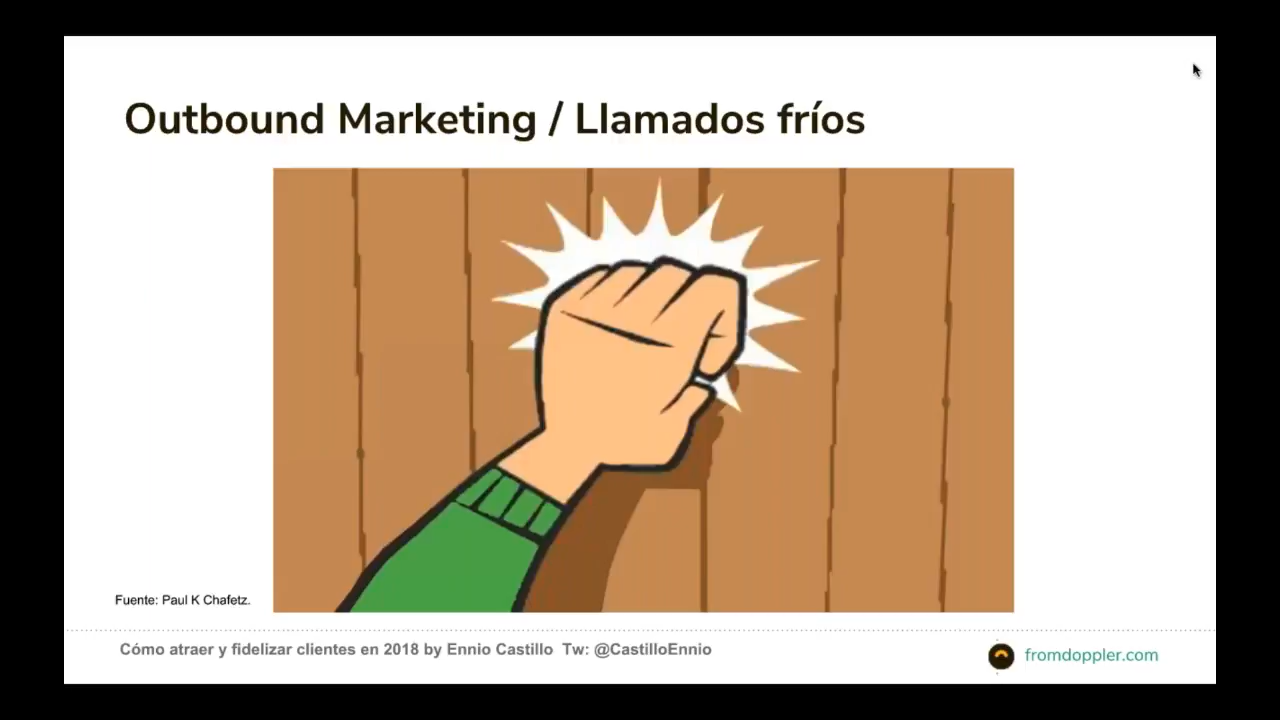 Outbound Marketing / Llamados fríos
Fuente: Paul K Chafetz.
Cómo atraer y fidelizar clientes en 2018 by Ennio Castillo  Tw: @CastilloEnnio
fromdoppler.com